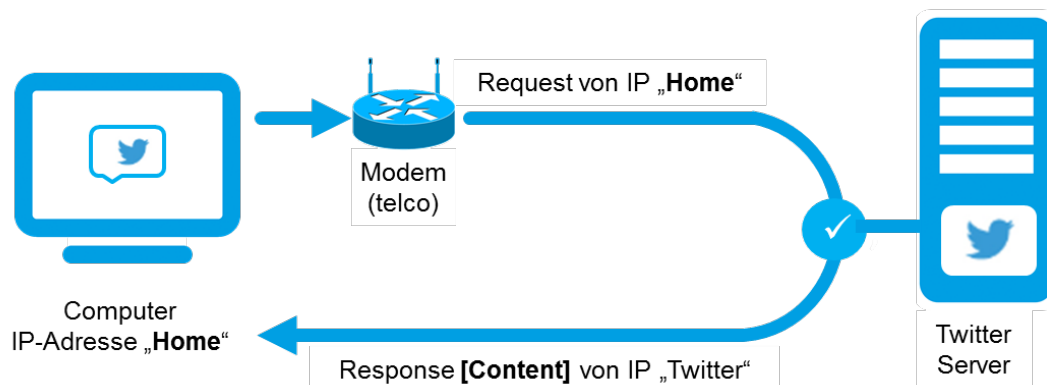 Request von IP „Home“
Modem
(telco)
Computer
IP-Adresse „Home“
Response [Content] von IP „Twitter“
Twitter
Server